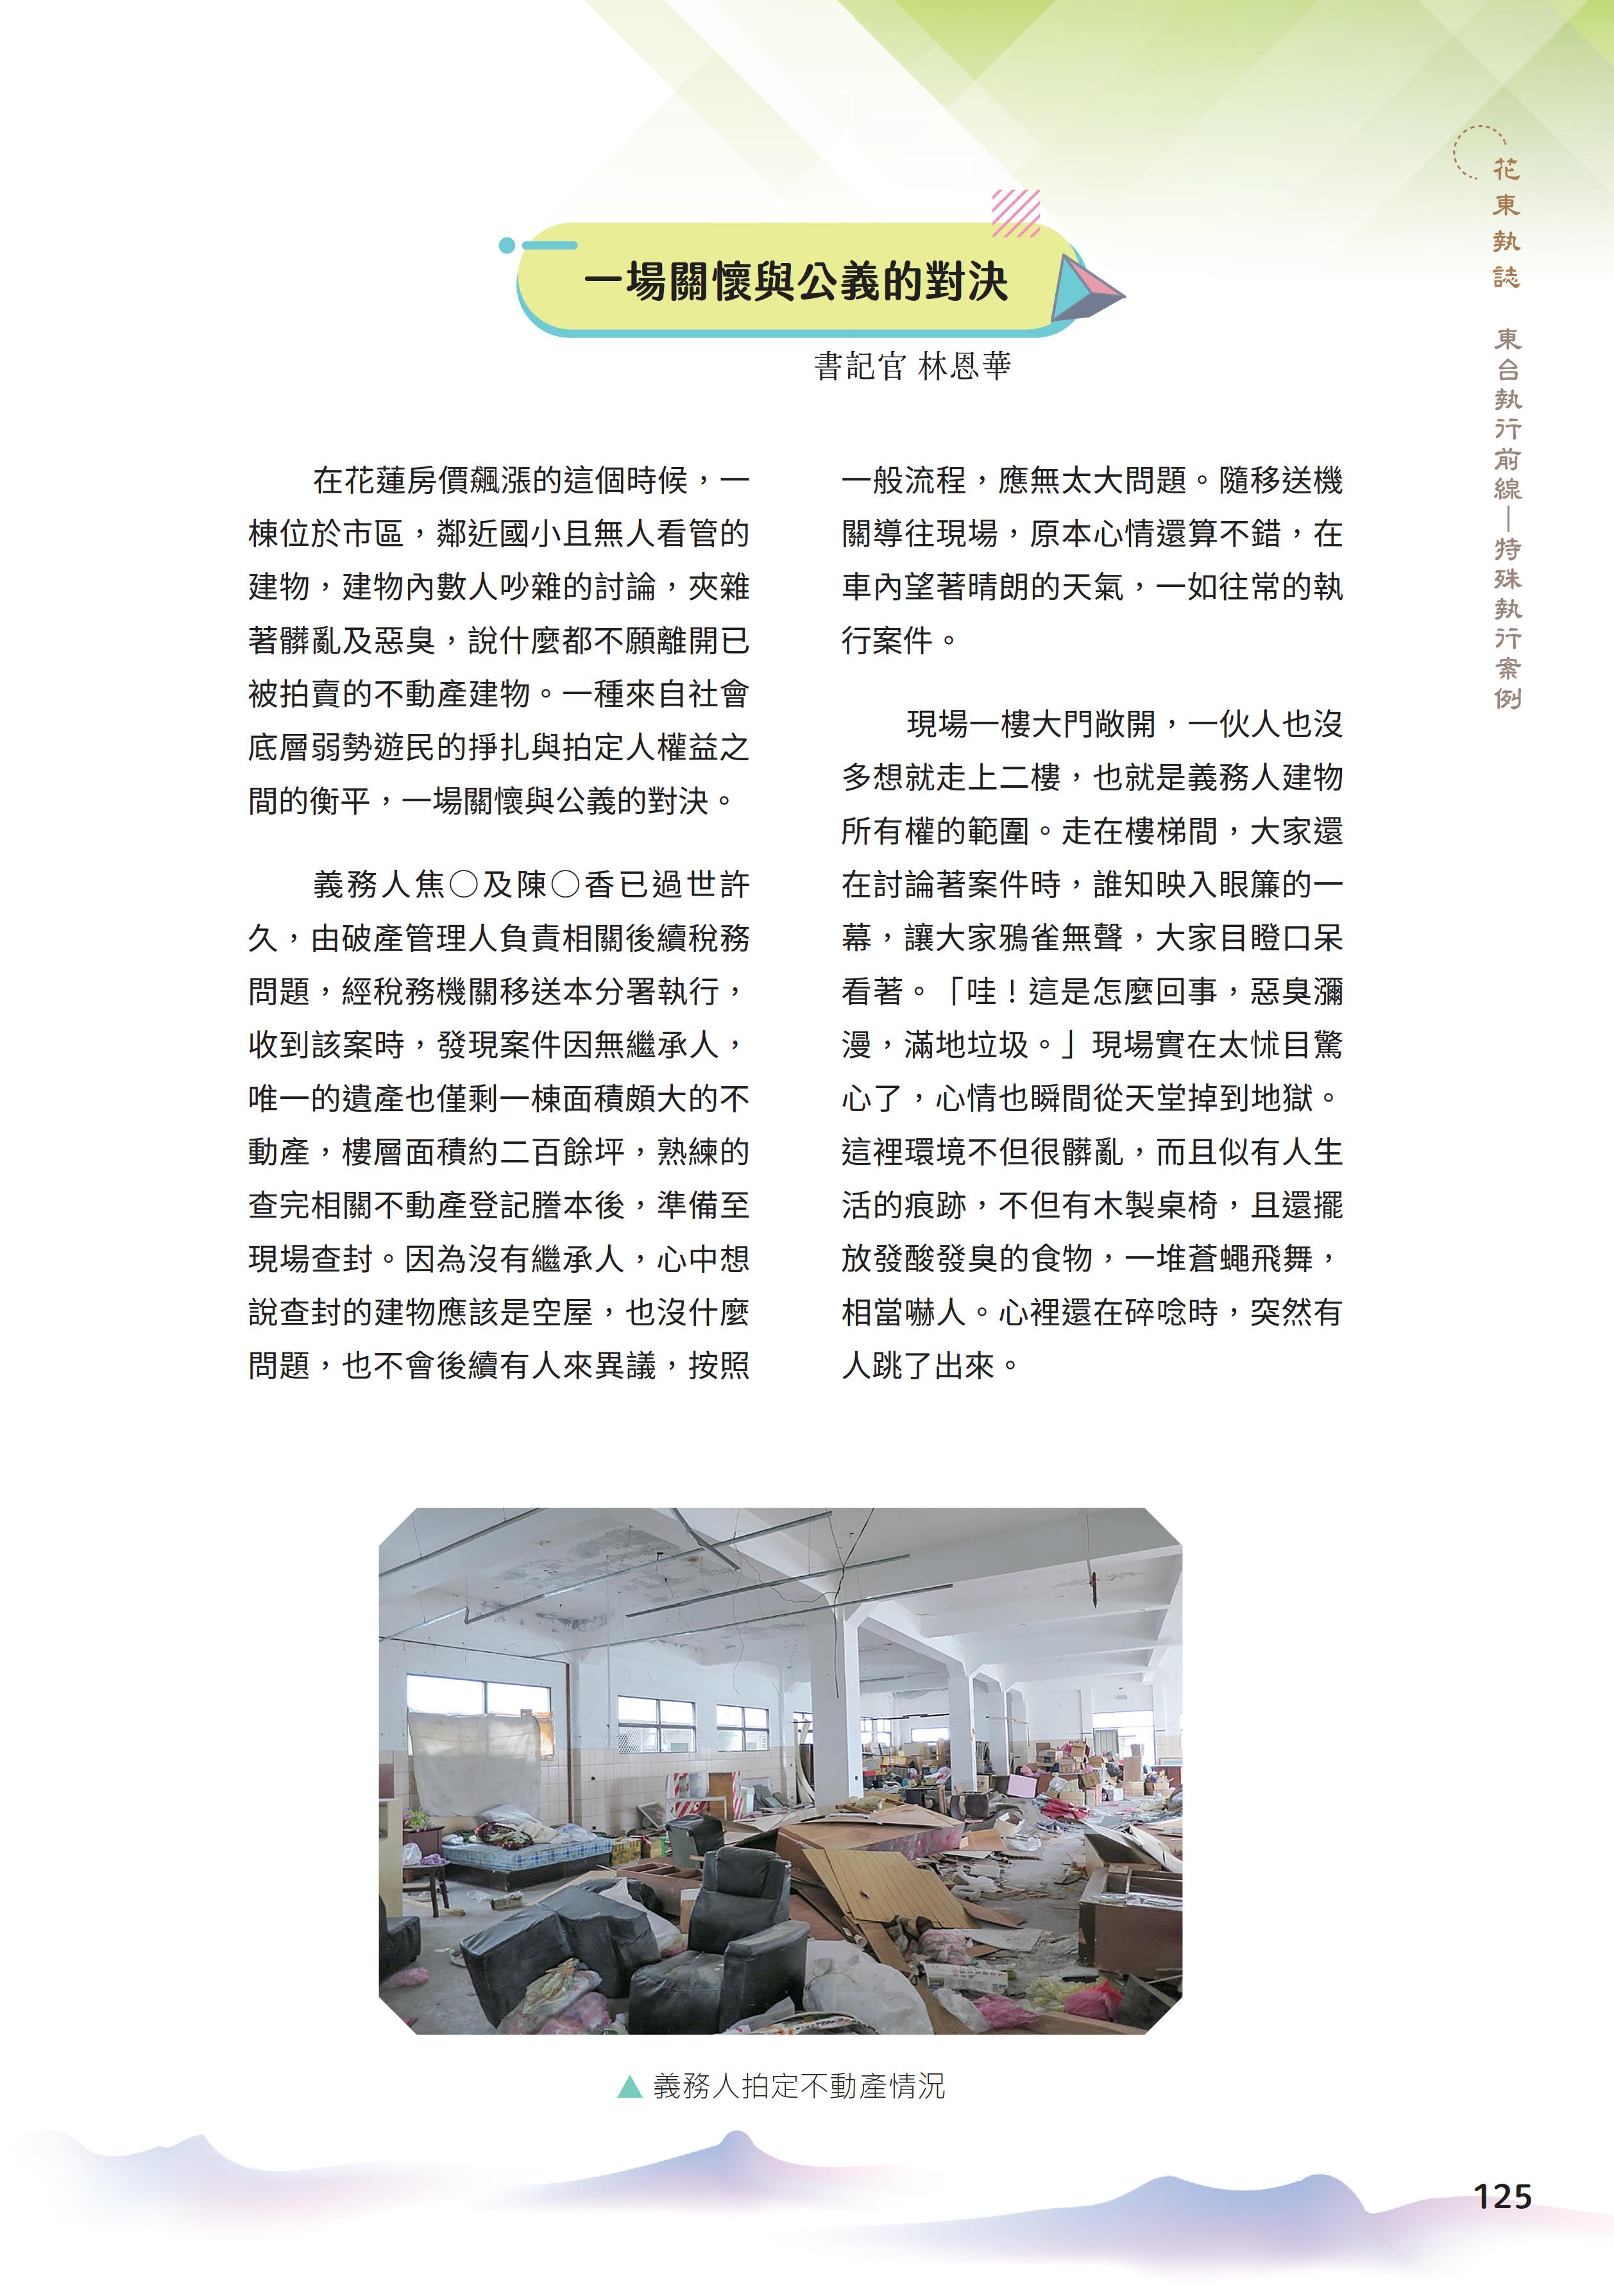 一場關懷與公義的對決
書記官 林恩華
在花蓮房價飆漲的這個時候，一
棟位於市區，鄰近國小且無人看管的
建物，建物內數人吵雜的討論，夾雜
著髒亂及惡臭，說什麼都不願離開已
被拍賣的不動產建物。一種來自社會
底層弱勢遊民的掙扎與拍定人權益之
間的衡平，一場關懷與公義的對決。
義務人焦○及陳○香已過世許
久，由破產管理人負責相關後續稅務
問題，經稅務機關移送本分署執行，
收到該案時，發現案件因無繼承人，
唯一的遺產也僅剩一棟面積頗大的不
動產，樓層面積約二百餘坪，熟練的
查完相關不動產登記謄本後，準備至
現場查封。因為沒有繼承人，心中想
說查封的建物應該是空屋，也沒什麼
問題，也不會後續有人來異議，按照
一般流程，應無太大問題。隨移送機
關導往現場，原本心情還算不錯，在
車內望著晴朗的天氣，一如往常的執
行案件。
現場一樓大門敞開，一伙人也沒
多想就走上二樓，也就是義務人建物
所有權的範圍。走在樓梯間，大家還
在討論著案件時，誰知映入眼簾的一
幕，讓大家鴉雀無聲，大家目瞪口呆
看著。「哇！這是怎麼回事，惡臭瀰
漫，滿地垃圾。」現場實在太怵目驚
心了，心情也瞬間從天堂掉到地獄。
這裡環境不但很髒亂，而且似有人生
活的痕跡，不但有木製桌椅，且還擺
放發酸發臭的食物，一堆蒼蠅飛舞，
相當嚇人。心裡還在碎唸時，突然有
人跳了出來。
▲ 義務人拍定不動產情況
花東執誌 東台執行前線—特殊執行案例
125